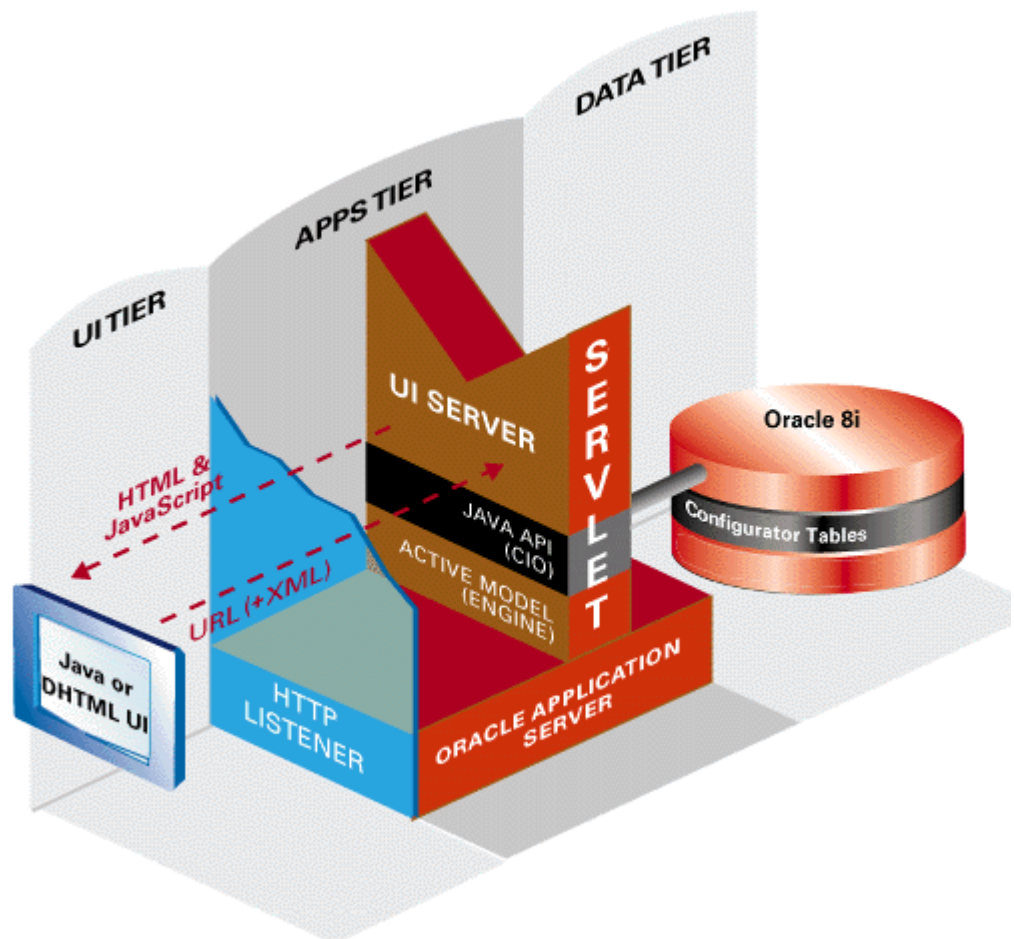 DATA TIER
APPS TIER
UI TIER
UI SERVER
SERVLET
JAVA API
(CIO)
ACTIVE MODEL
(ENGINE)
Oracle 8i
Configurator Tables
HTML &
JavaScript
URL (+XML)
Java or
DHTML UI
HTTP
LISTENER
ORACLE APPLICATION
SERVER